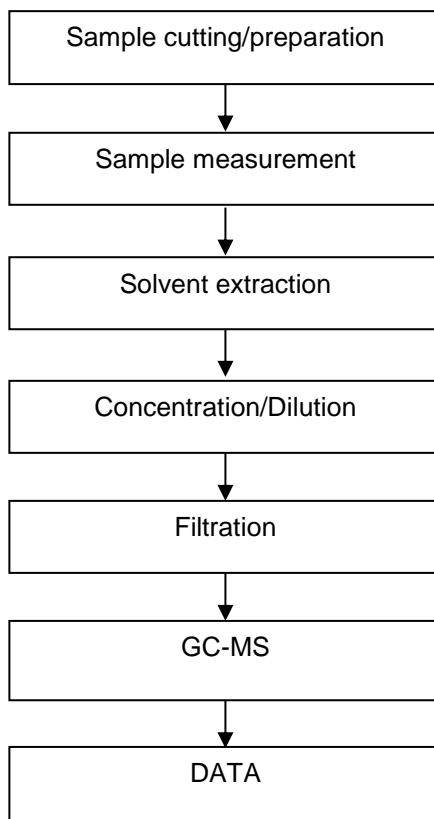 Sample cutting/preparation
Sample measurement
Solvent extraction
Concentration/Dilution
Filtration
GC-MS
DATA